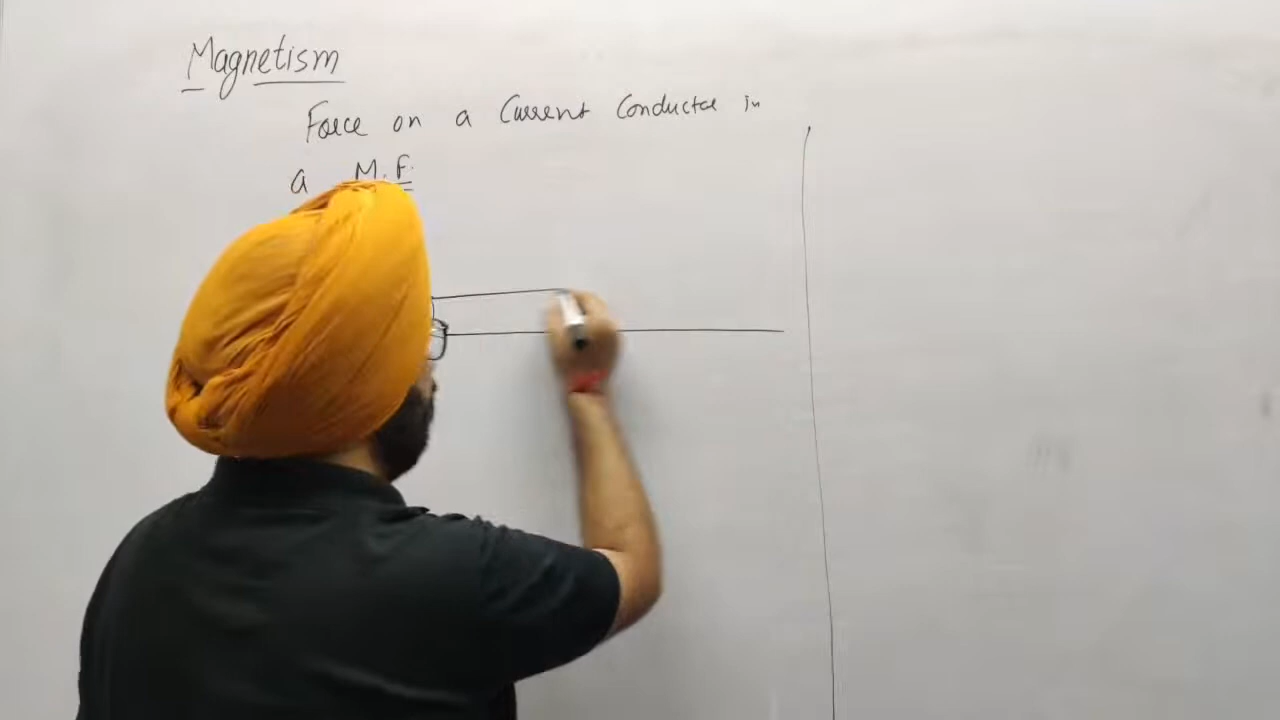 Magnetism
Force on a Current Conductor in
a M.F.